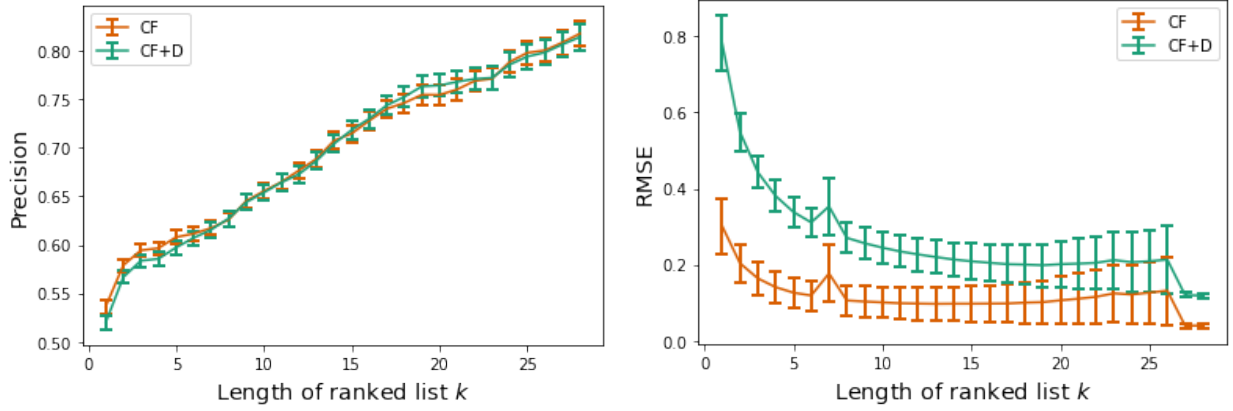 CF
CF+D
Precision
0.80
0.75
0.70
0.65
0.60
0.55
0.50
0 5 10 15 20 25
Length of ranked list k
CF
CF+D
RMSE
0.8
0.6
0.4
0.2
0.0
0 5 10 15 20 25
Length of ranked list k